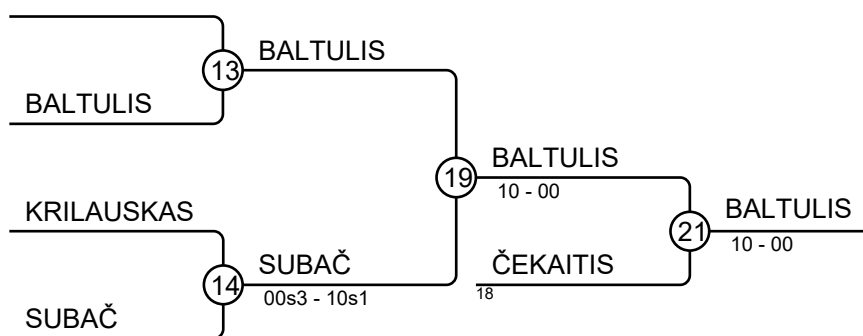 BALTULIS
13
BALTULIS
KRILAUSKAS
SUBAČ
14
SUBAČ
00s3 - 10s1
19
BALTULIS
10 - 00
ČEKAITIS
18
21
BALTULIS
10 - 00